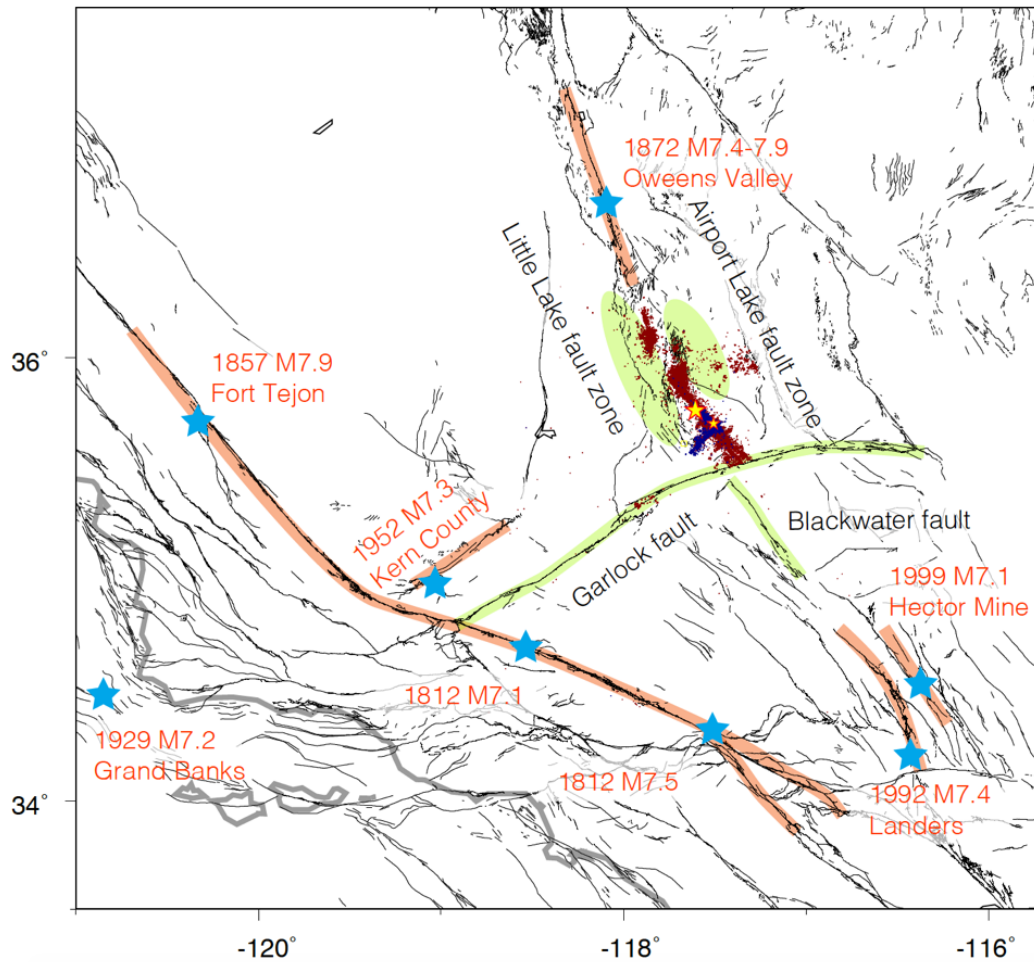 1872 M7.4-7.9
Oweens Valley
Little Lake fault zone
Airport Lake fault zone
36°
1857 M7.9
Fort Tejon
1952 M7.3
Kern County
Garlock fault
Blackwater fault
1999 M7.1
Hector Mine
1812 M7.1
1929 M7.2
Grand Banks
1812 M7.5
1992 M7.4
Landers
34°
-120°
-118°
-116°